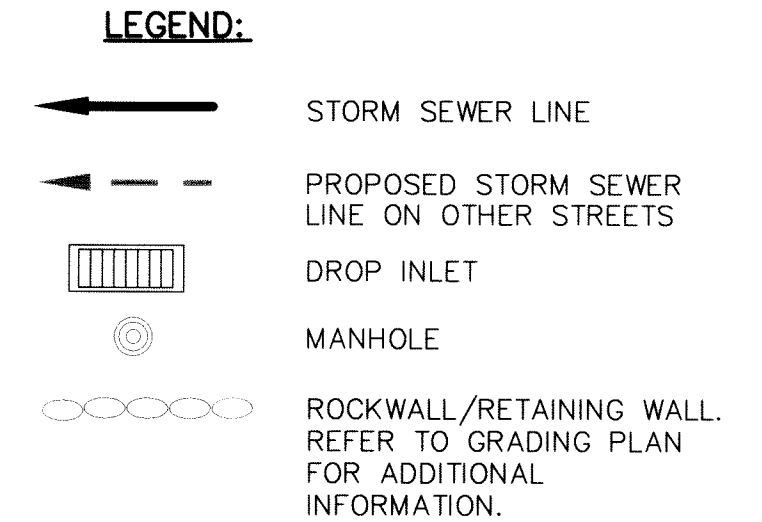 LEGEND:
STORM SEWER LINE
PROPOSED STORM SEWER
LINE ON OTHER STREETS
DROP INLET
MANHOLE
ROCKWALL/RETAINING WALL.
REFER TO GRADING PLAN
FOR ADDITIONAL
INFORMATION.